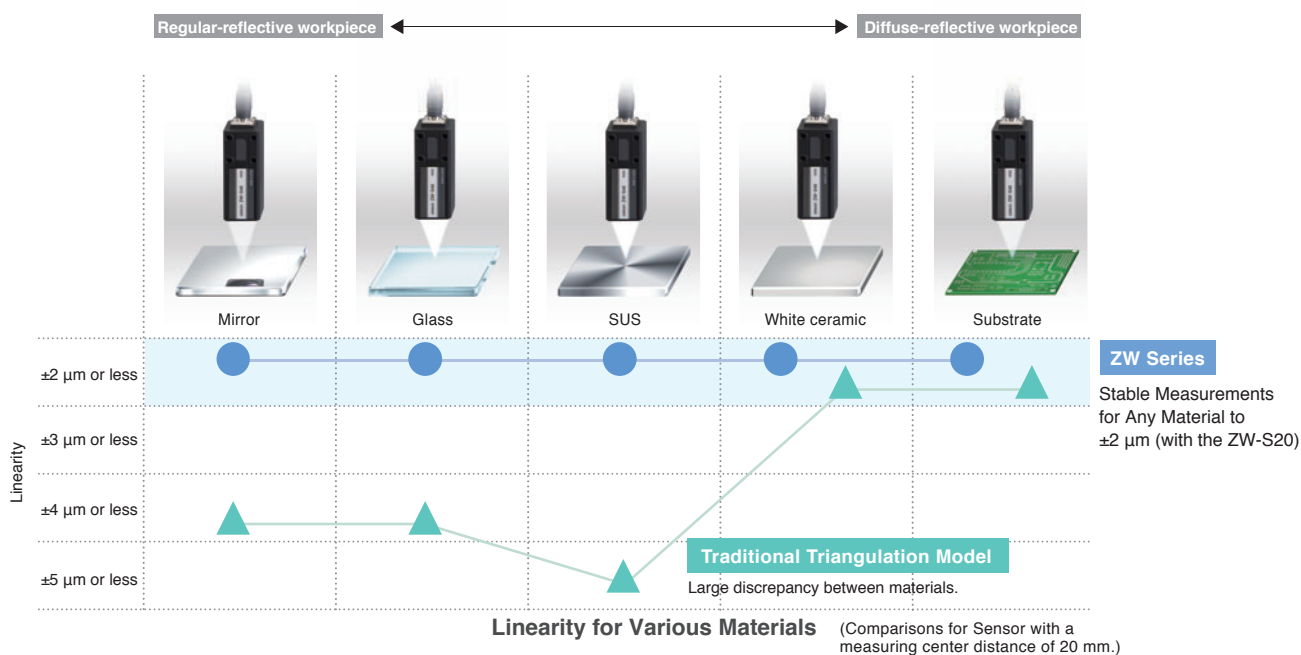 Regular-reflective workpiece
Diffuse-reflective workpiece
Mirror
Glass
SUS
White ceramic
Substrate
Linearity
±2 µm or less
±3 µm or less
±4 µm or less
±5 µm or less
ZW Series
Stable Measurements
for Any Material to
±2 µm (with the ZW-S20)
Traditional Triangulation Model
Large discrepancy between materials.
Linearity for Various Materials
(Comparisons for Sensor with a
measuring center distance of 20 mm.)